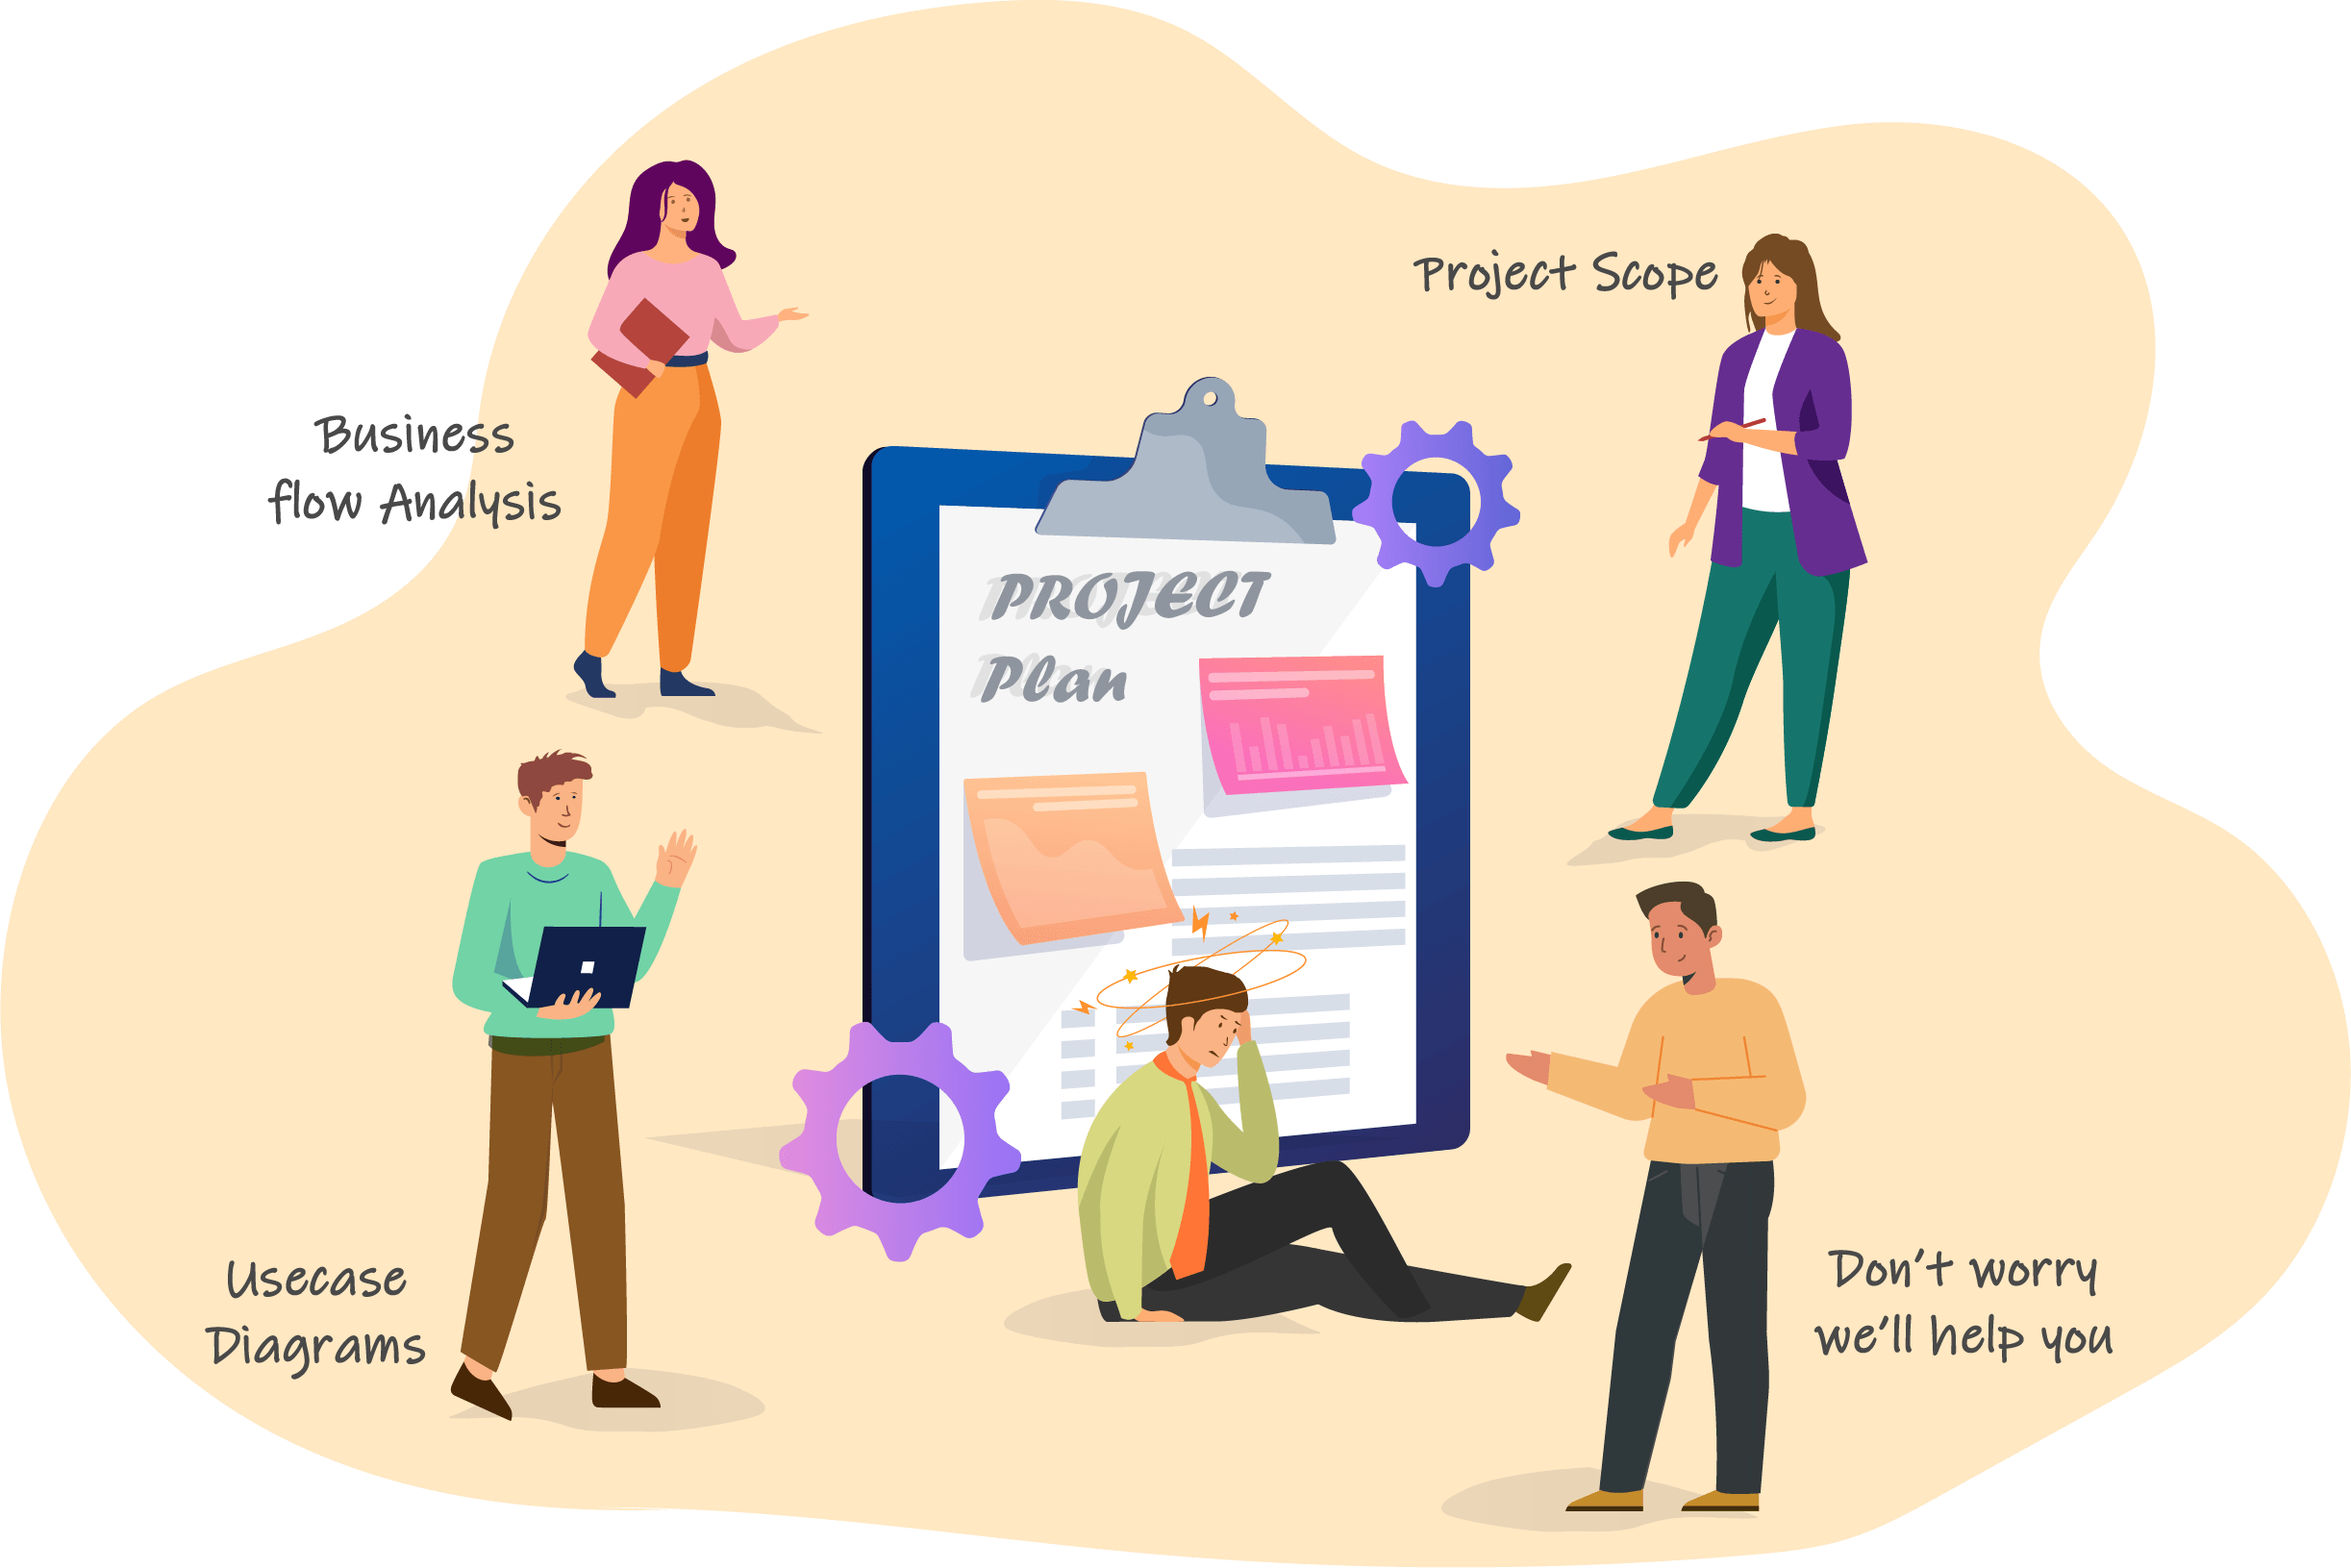 Project Scope
Business
flow Analysis
PROJECT
Plan
Usecase
Diagrams
Don't worry
we'll help you